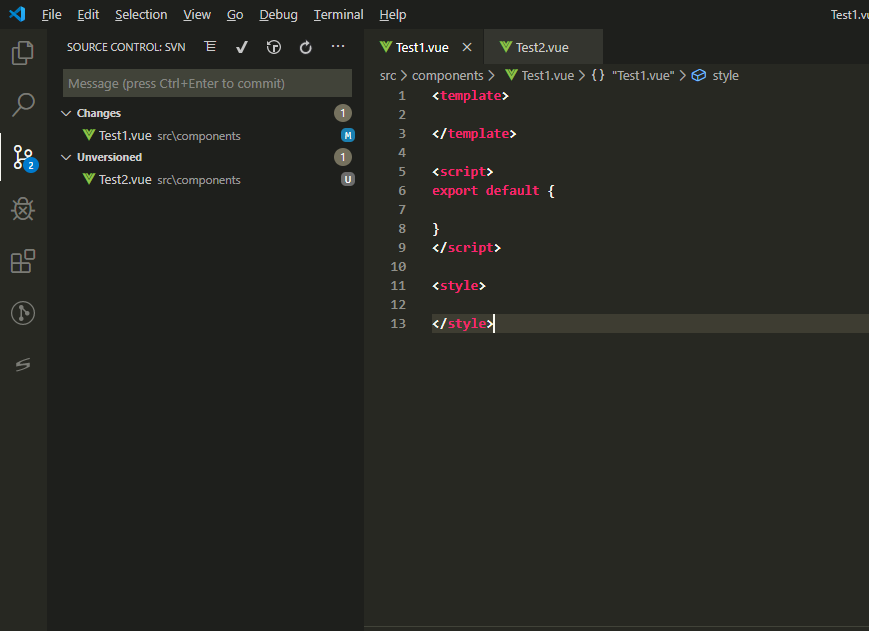 File Edit Selection View Go Debug Terminal Help
SOURCE CONTROL: SVN
Message (press Ctrl+Enter to commit)
Changes 1
Test1.vue src\components M
Unversioned 1
Test2.vue src\components U
2
Test1.vue Test2.vue
src > components > Test1.vue > {} "Test1.vue" > style
1 <template>
2
3 </template>
4
5 <script>
6 export default {
7
8 }
9 </script>
10
11 <style>
12
13 </style>